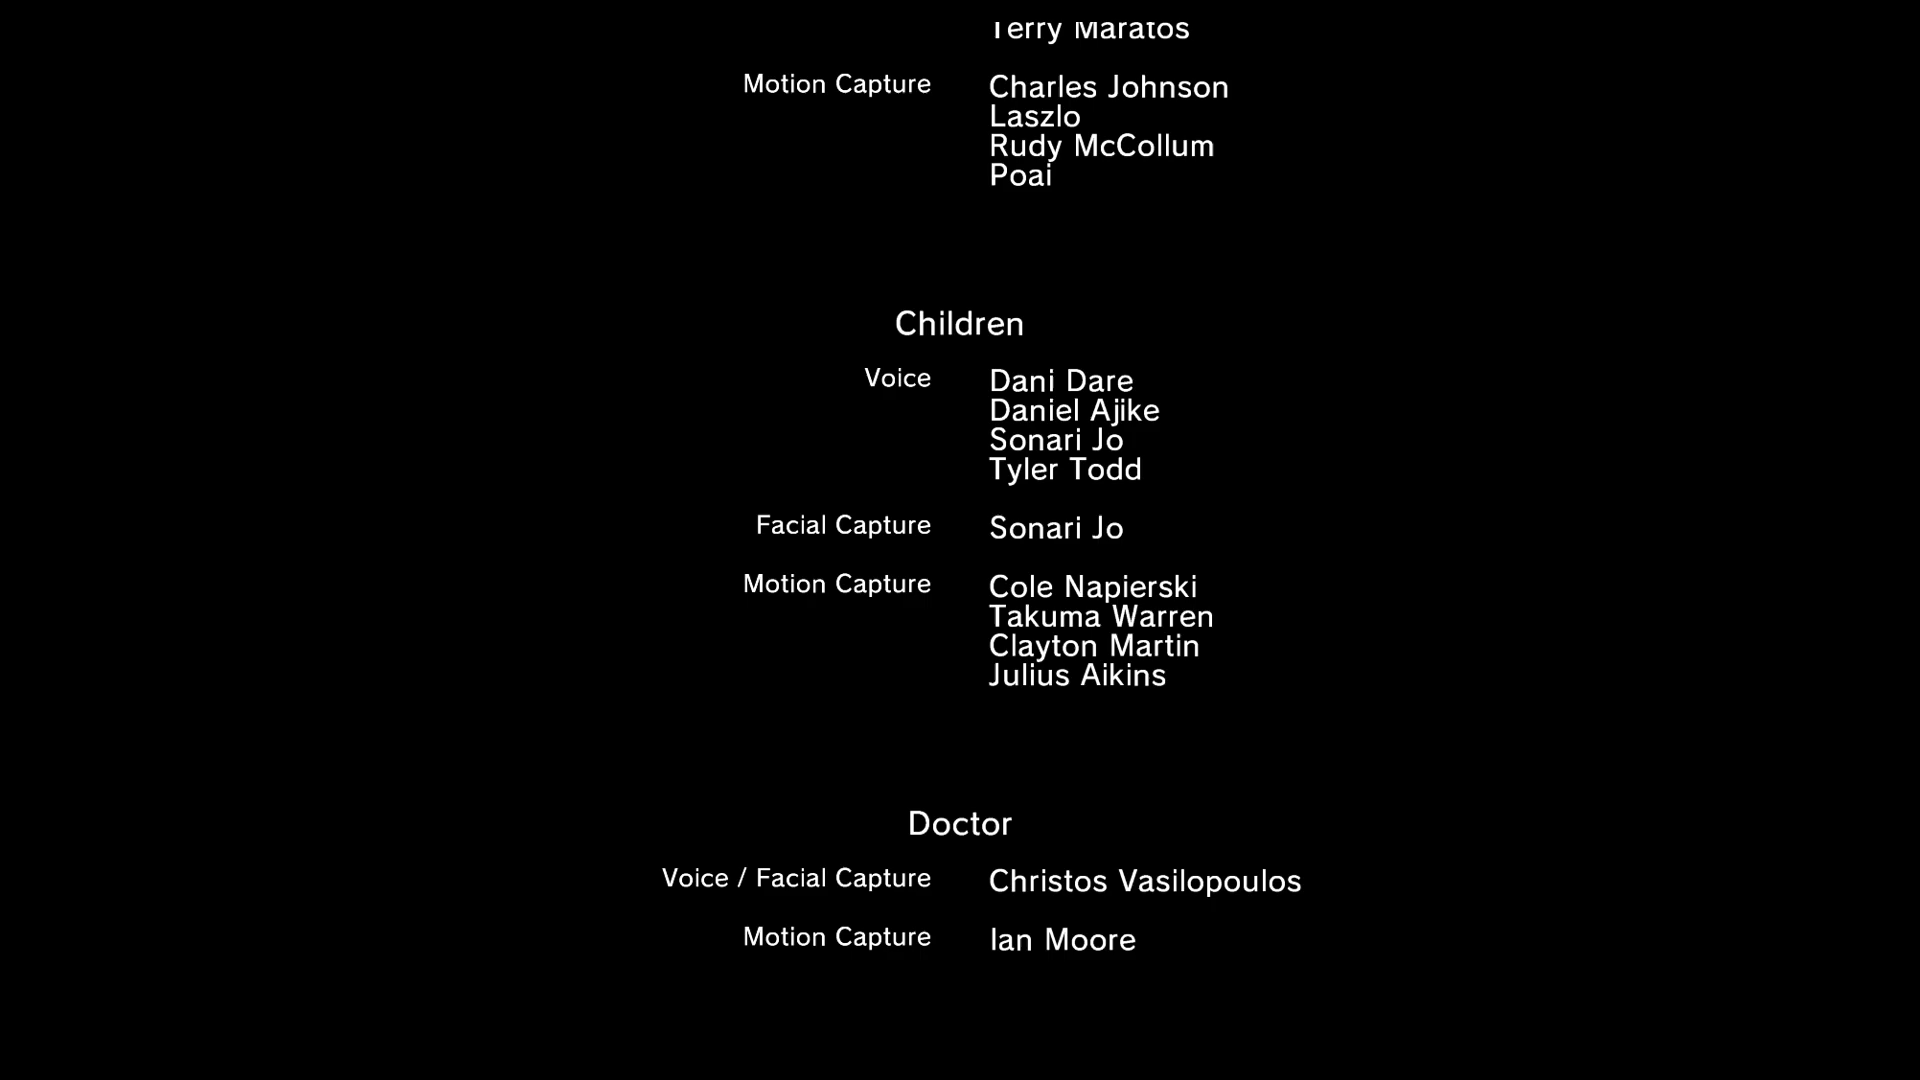 Terry Maratos
Motion Capture Charles Johnson
Laszlo
Rudy McCollum
Poai
Children
Voice Dani Dare
Daniel Ajike
Sonari Jo
Tyler Todd
Facial Capture Sonari Jo
Motion Capture Cole Napierski
Takuma Warren
Clayton Martin
Julius Aikins
Doctor
Voice / Facial Capture Christos Vasilopoulos
Motion Capture Ian Moore